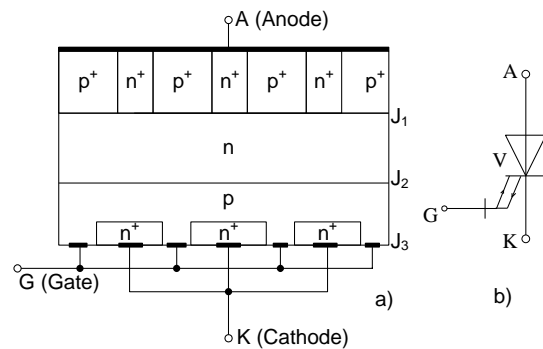 A (Anode)
p+ n+ p+ n+ p+ n+ p+
J1
n
J2
p
n+ n+ n+
J3
G (Gate)
a)
K (Cathode)
A
V
G
K
b)